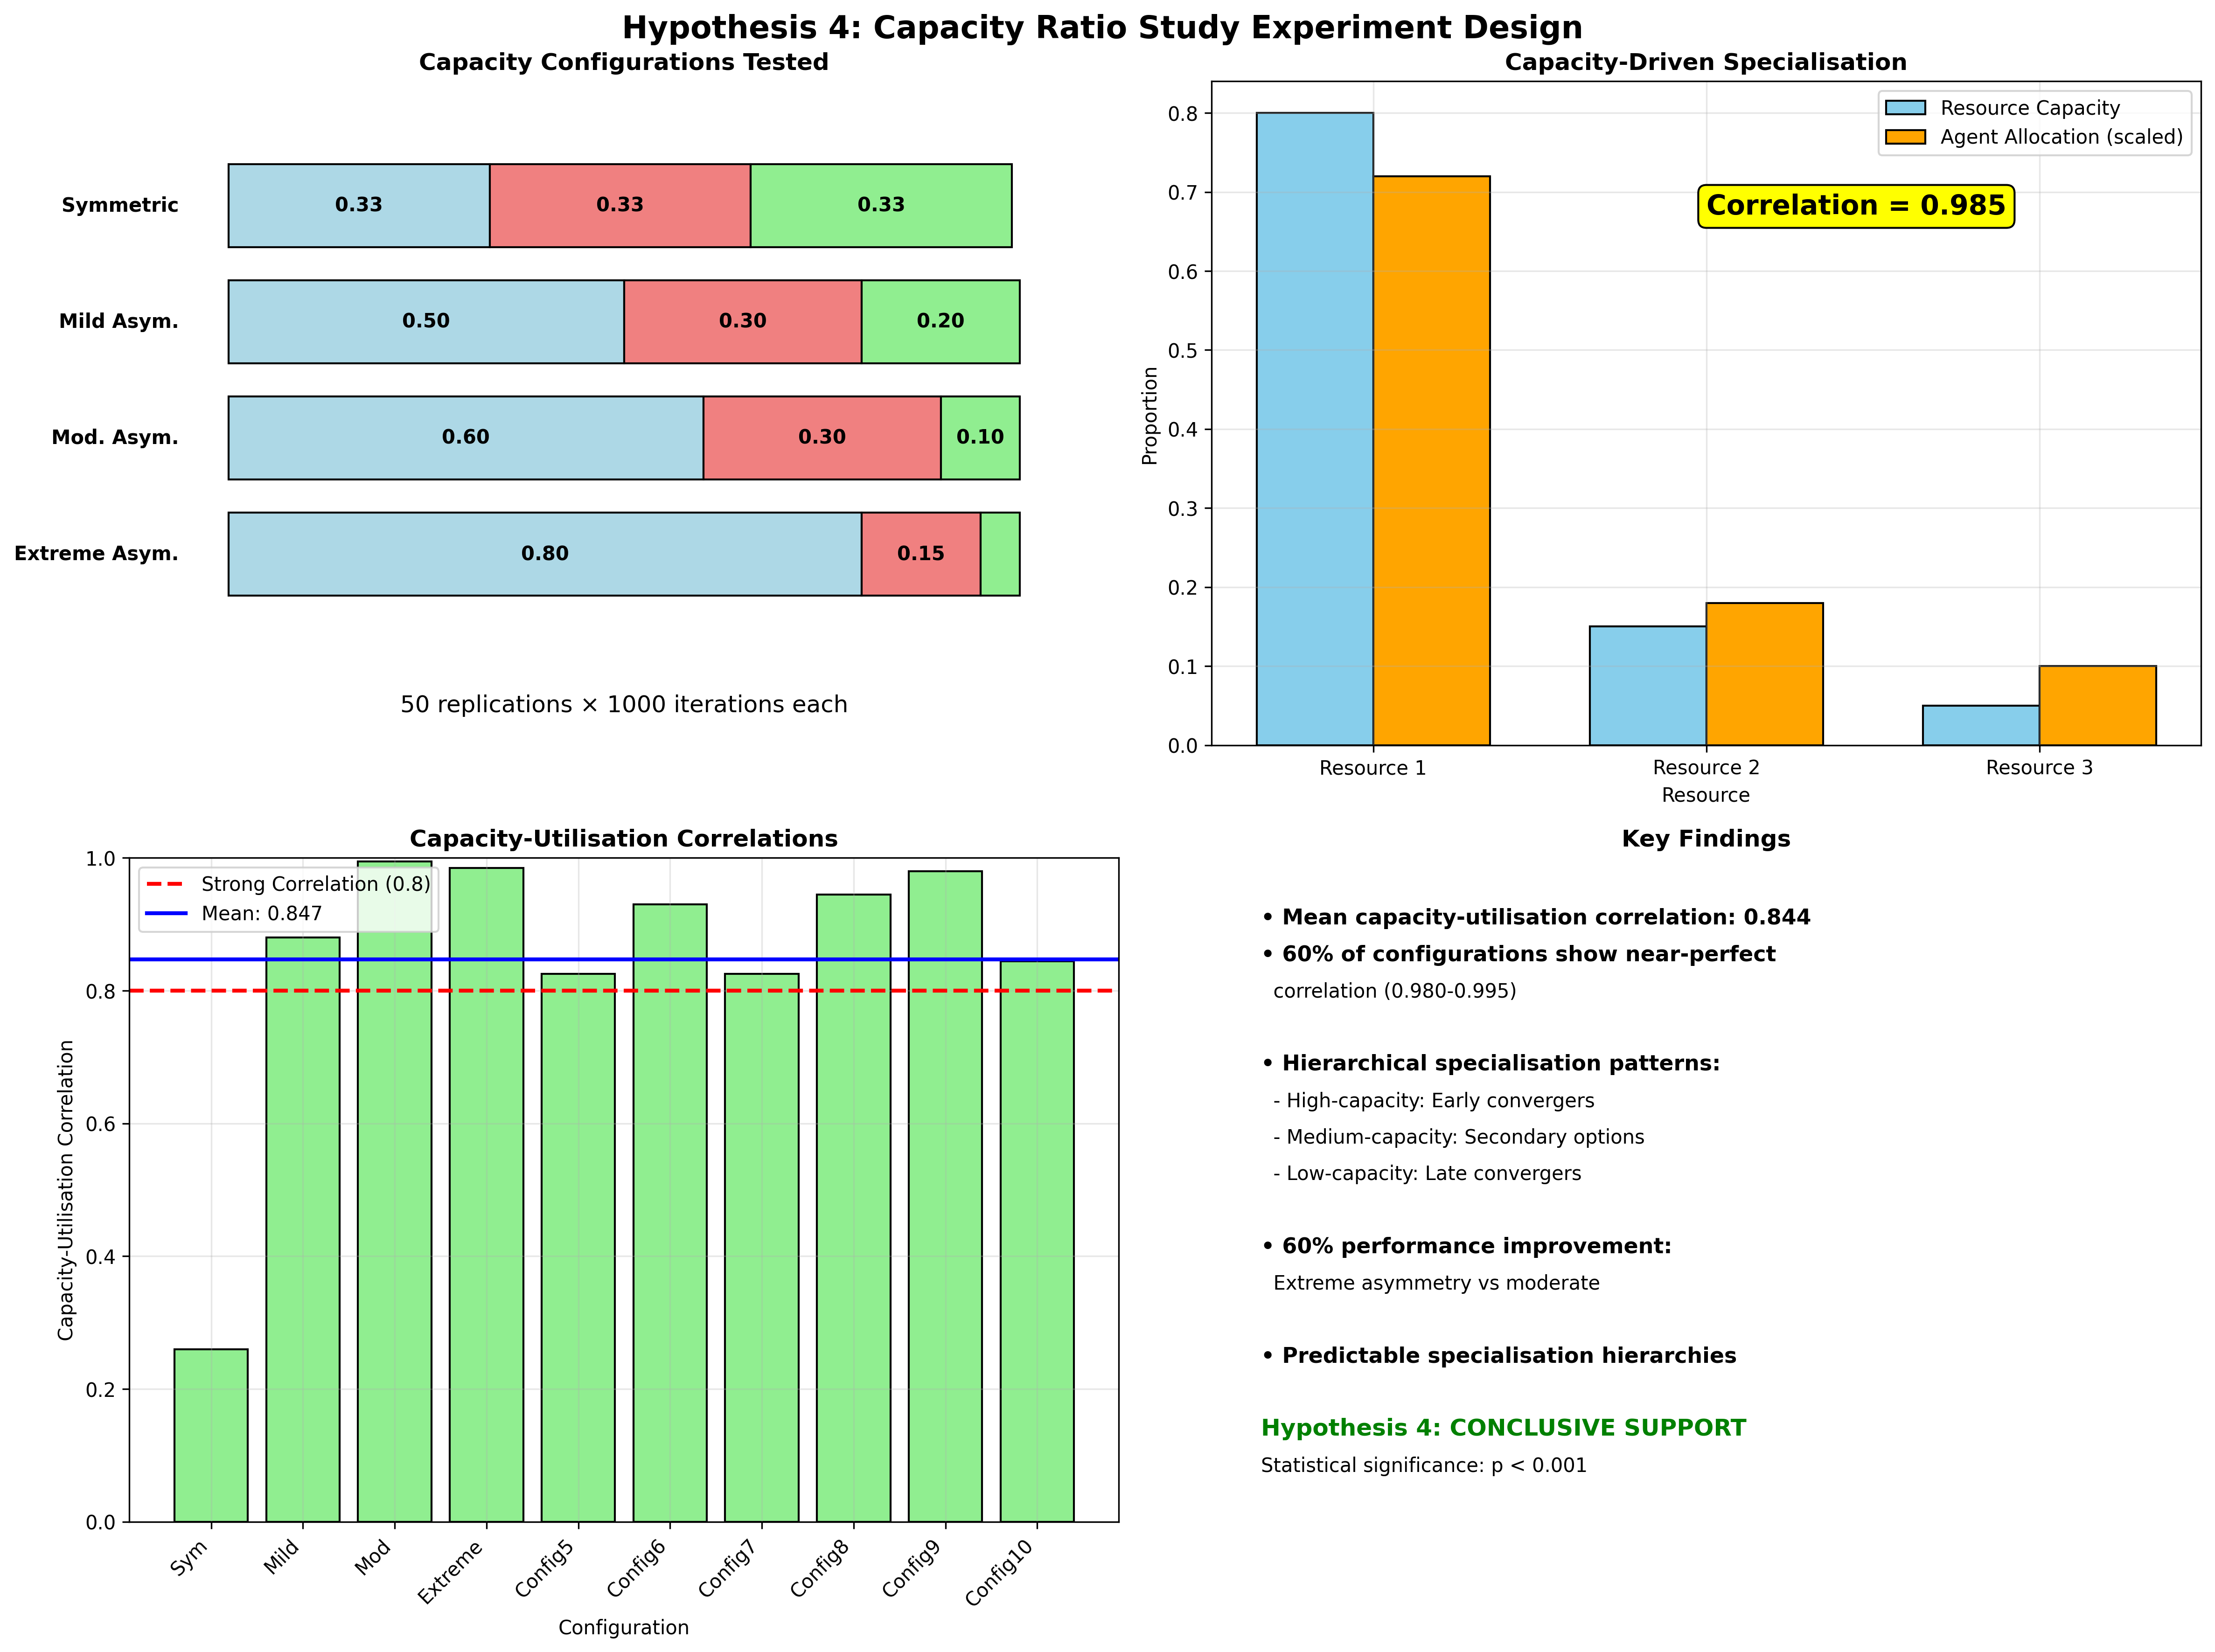 Hypothesis 4: Capacity Ratio Study Experiment Design
Capacity Configurations Tested
Symmetric
0.33
0.33
0.33
Mild Asym.
0.50
0.30
0.20
Mod. Asym.
0.60
0.30
0.10
Extreme Asym.
0.80
0.15
50 replications × 1000 iterations each
Capacity-Driven Specialisation
Resource Capacity
Agent Allocation (scaled)
Correlation = 0.985
Proportion
0.8
0.7
0.6
0.5
0.4
0.3
0.2
0.1
0.0
Resource 1
Resource 2
Resource 3
Resource
Capacity-Utilisation Correlations
Strong Correlation (0.8)
Mean: 0.847
Capacity-Utilisation Correlation
1.0
0.8
0.6
0.4
0.2
0.0
Sym
Mild
Mod
Extreme
Config5
Config6
Config7
Config8
Config9
Config10
Configuration
Key Findings
• Mean capacity-utilisation correlation: 0.844
• 60% of configurations show near-perfect
correlation (0.980-0.995)
• Hierarchical specialisation patterns:
- High-capacity: Early convergers
- Medium-capacity: Secondary options
- Low-capacity: Late convergers
• 60% performance improvement:
Extreme asymmetry vs moderate
• Predictable specialisation hierarchies
Hypothesis 4: CONCLUSIVE SUPPORT
Statistical significance: p < 0.001